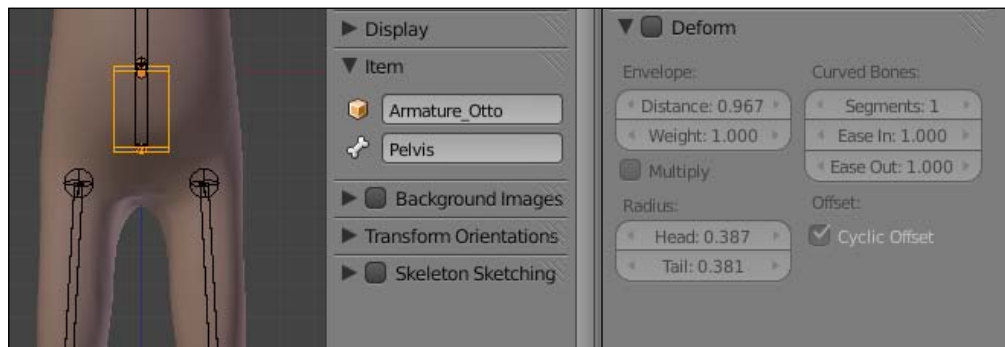 Display
Item
Armature_Otto
Pelvis
Background Images
Transform Orientations
Skeleton Sketching
Deform
Envelope:
Distance: 0.967
Weight: 1.000
Multiply
Radius:
Head: 0.387
Tail: 0.381
Curved Bones:
Segments: 1
Ease In: 1.000
Ease Out: 1.000
Offset:
Cyclic Offset